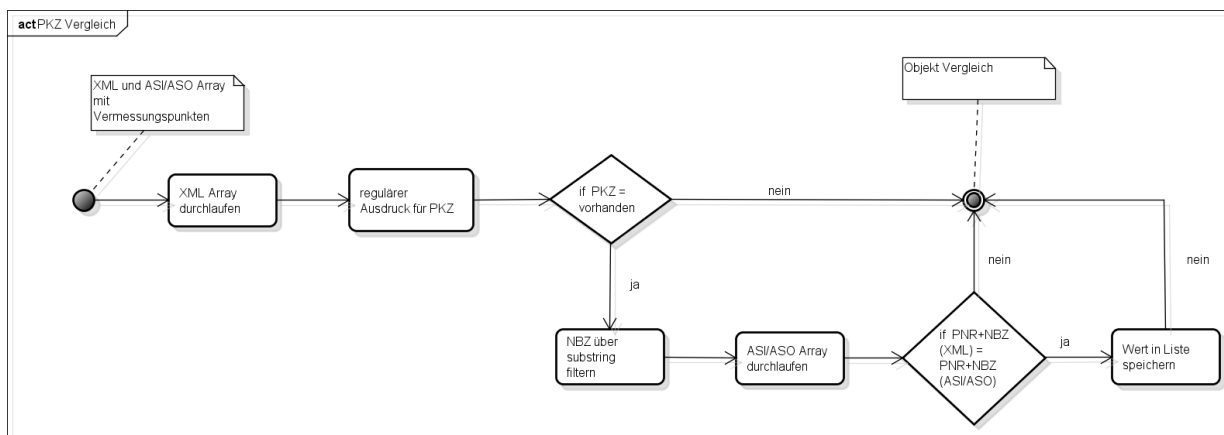 act PKZ Vergleich
XML und ASI/ASO Array
mit
Vermessungspunkten
Objekt Vergleich
XML Array
durchlaufen
regulärer
Ausdruck für PKZ
if PKZ =
vorhanden
nein
ja
NBZ über
substring
filtern
ASI/ASO Array
durchlaufen
if PNR+NBZ
(XML) =
PNR+NBZ
(ASI/ASO)
nein
ja
Wert in Liste
speichern
nein